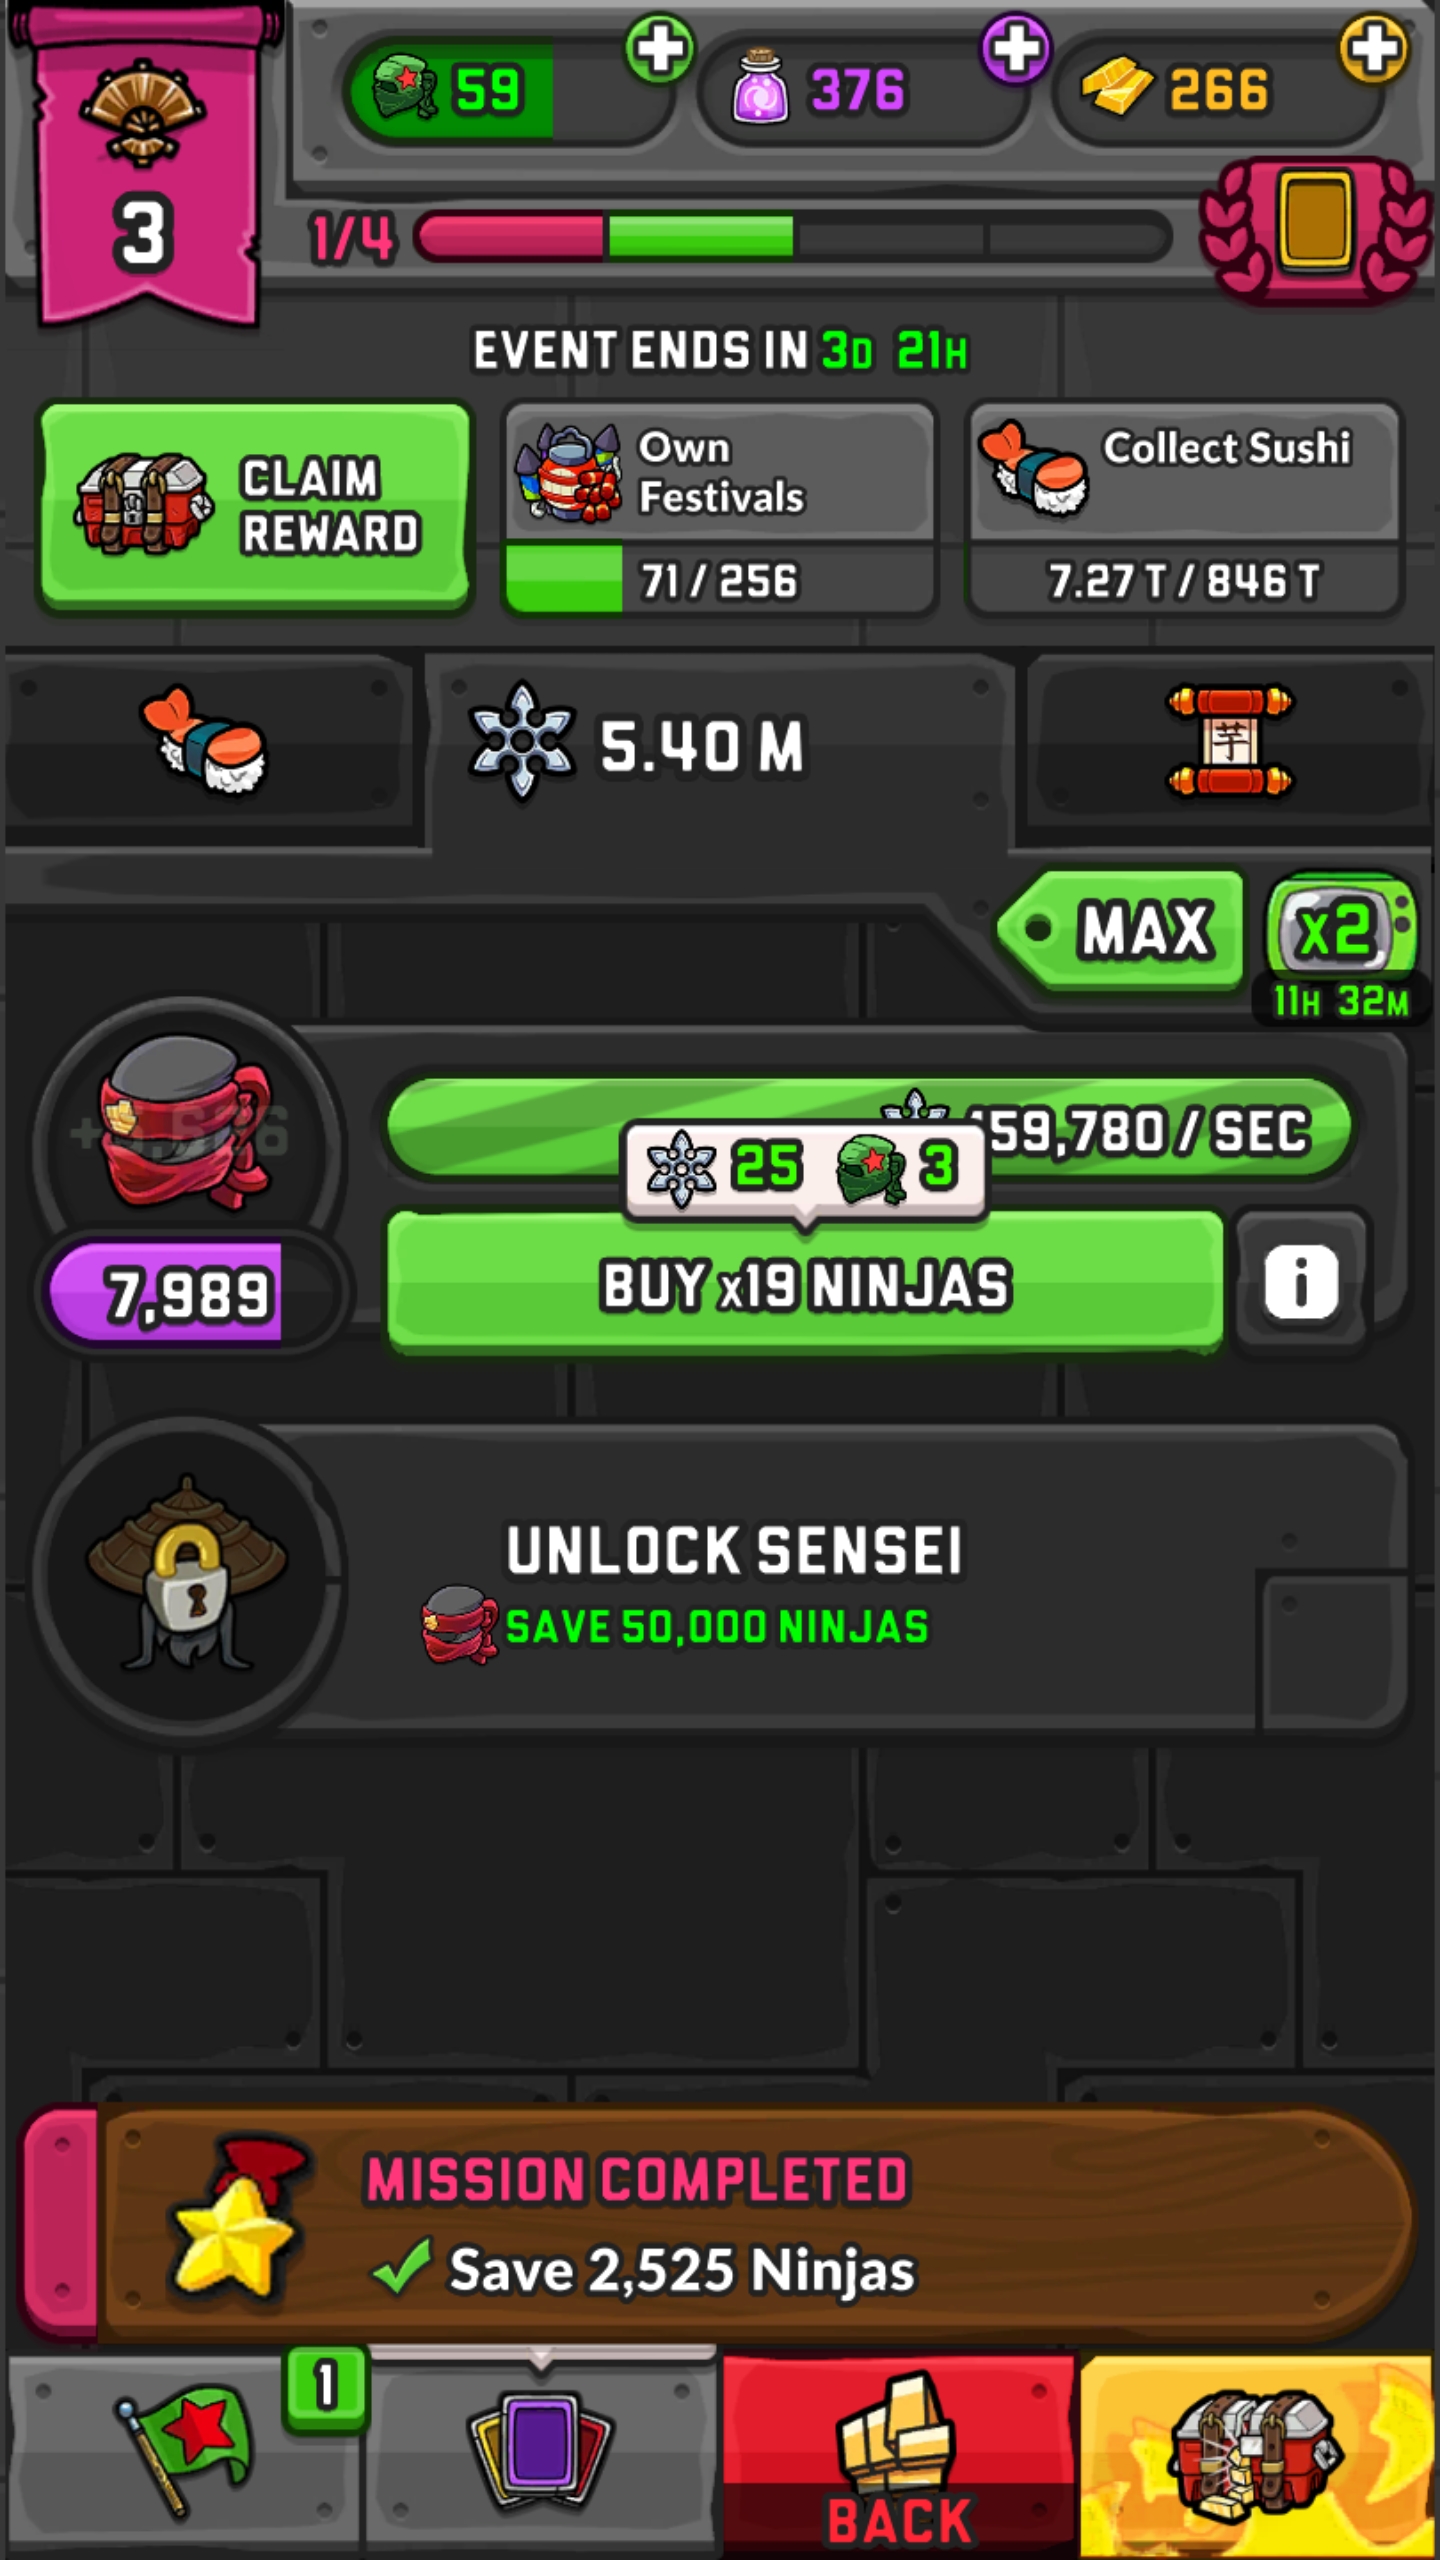 59
376
266
3
1/4
EVENT ENDS IN 3D 21H
CLAIM
REWARD
Own
Festivals
71 / 256
Collect Sushi
7.27 T / 846 T
5.40 M
芋
MAX
x2
11H 32M
59,780 / SEC
25 3
7,989
BUY x19 NINJAS
i
UNLOCK SENSEI
SAVE 50,000 NINJAS
MISSION COMPLETED
Save 2,525 Ninjas
1
BACK